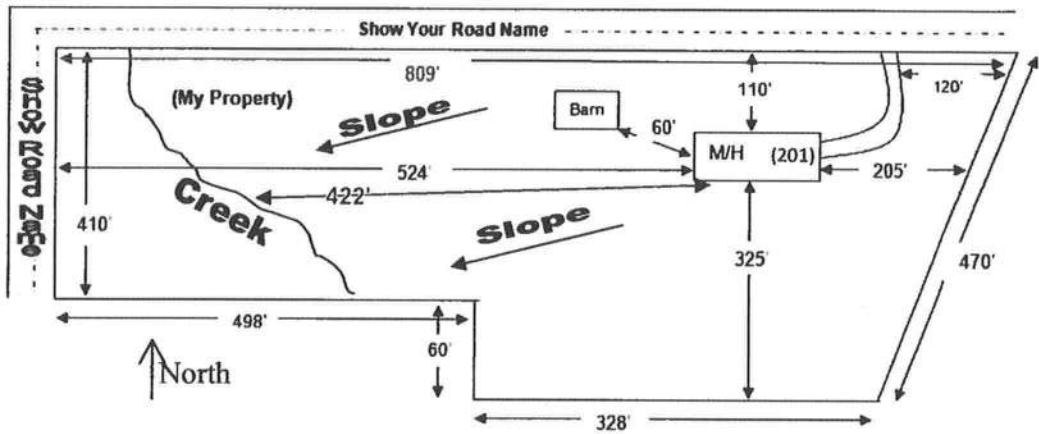 Show Your Road Name
Show Road Name
809'
(My Property)
Slope
Barn
110'
120'
60'
M/H (201)
524'
205'
422'
Creek
410'
Slope
325'
470'
498'
60'
North
328'